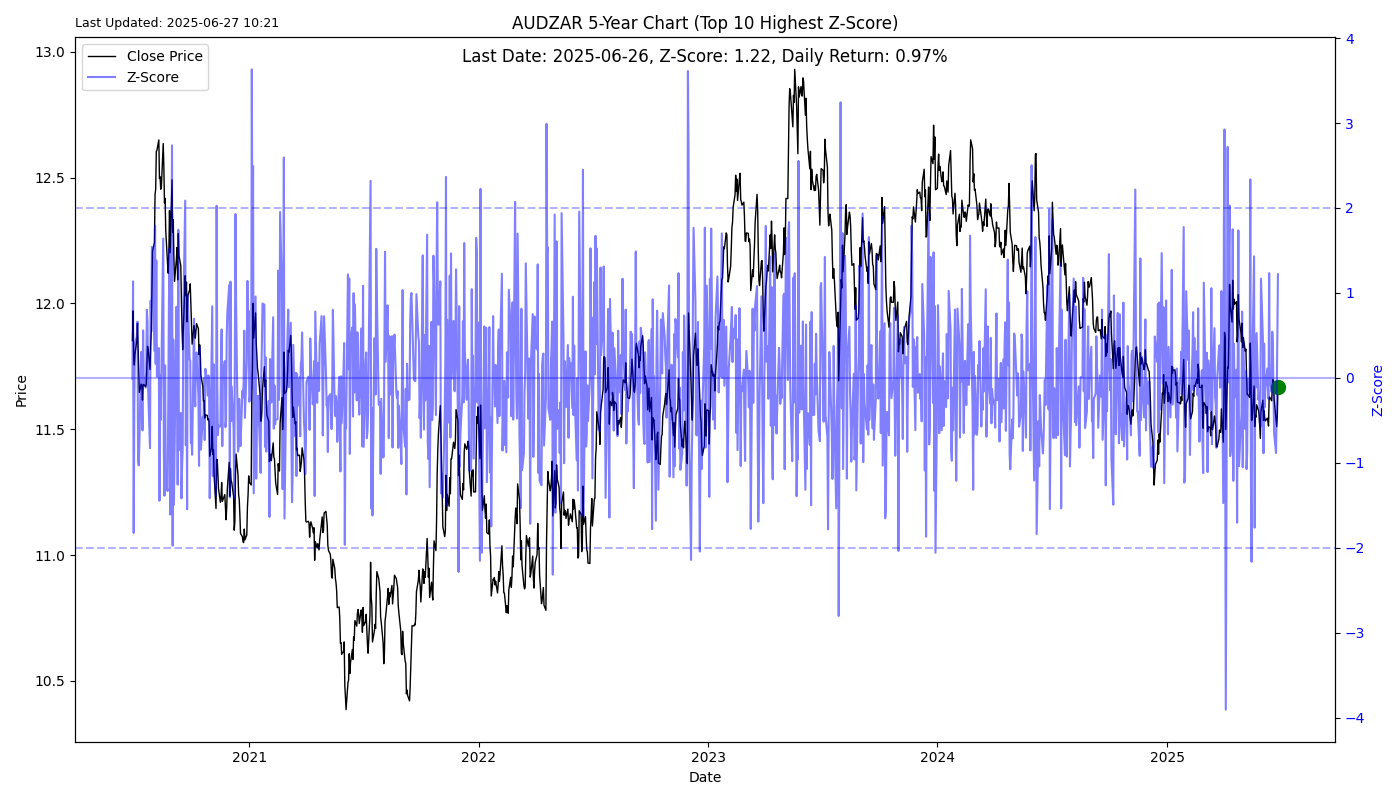 Last Updated: 2025-06-27 10:21
AUDZAR 5-Year Chart (Top 10 Highest Z-Score)
Last Date: 2025-06-26, Z-Score: 1.22, Daily Return: 0.97%
Close Price
Z-Score
13.0
12.5
12.0
11.5
11.0
10.5
Price
4
3
2
1
0
−1
−2
−3
−4
Z-Score
2021
2022
2023
2024
2025
Date